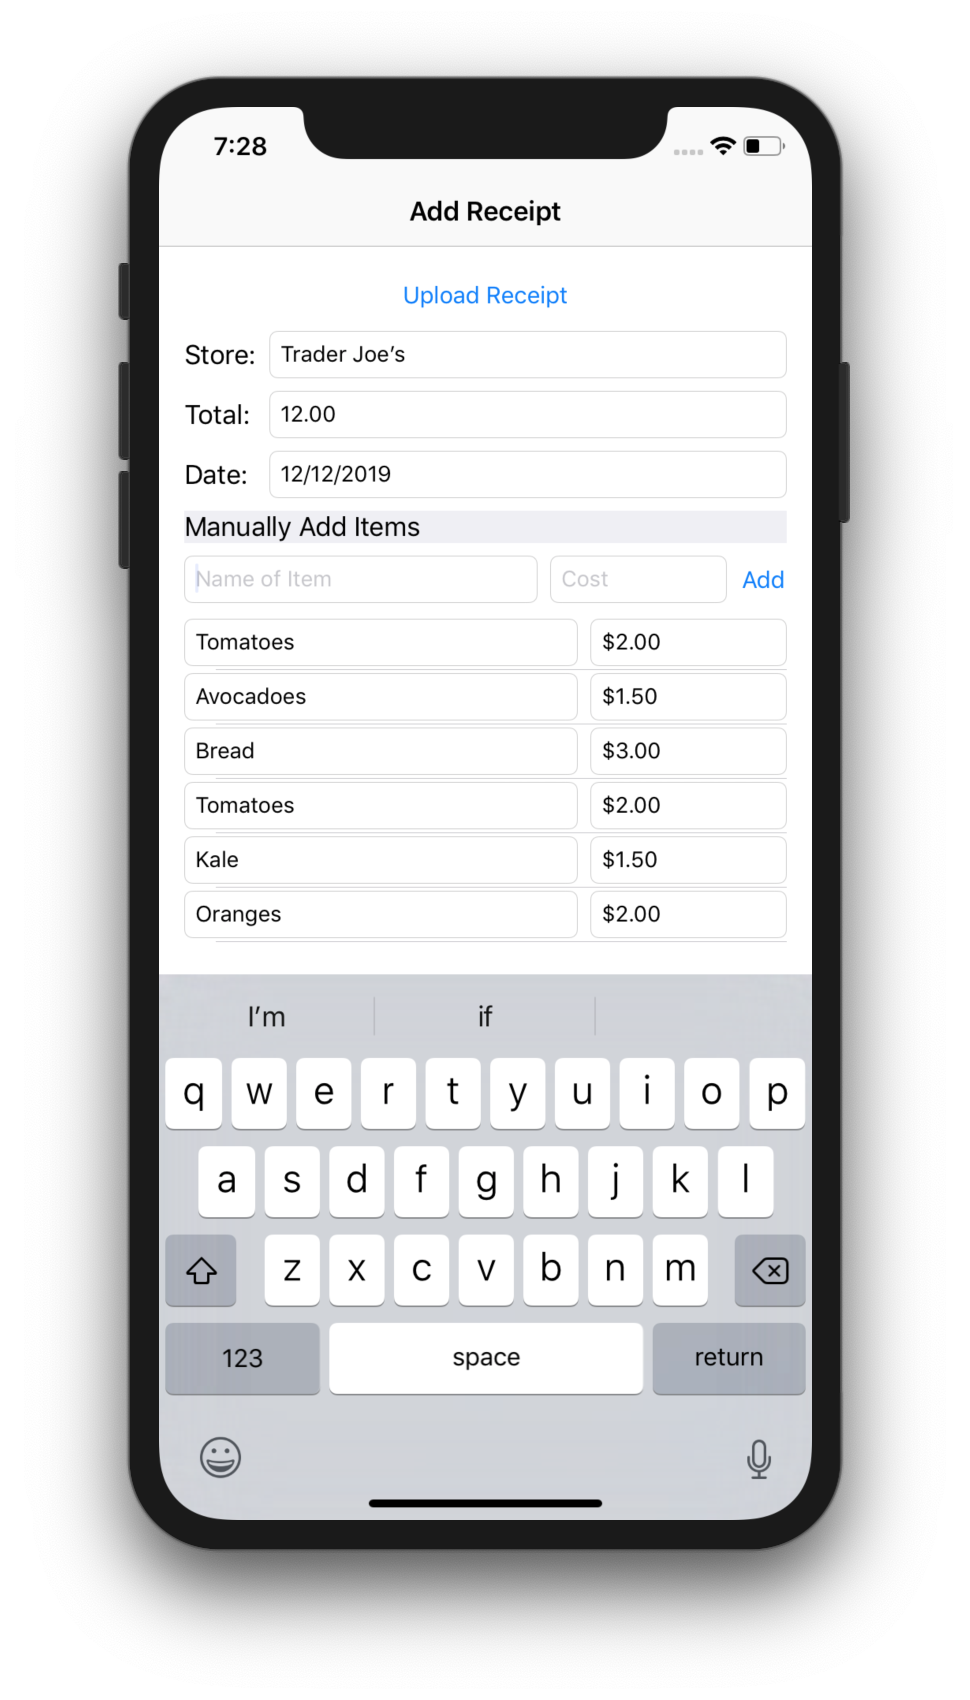 7:28
Add Receipt
Upload Receipt
Store: Trader Joe’s
Total: 12.00
Date: 12/12/2019
Manually Add Items
Name of Item Cost Add
Tomatoes $2.00
Avocadoes $1.50
Bread $3.00
Tomatoes $2.00
Kale $1.50
Oranges $2.00
I’m if
q w e r t y u i o p
a s d f g h j k l
z x c v b n m
123 space return